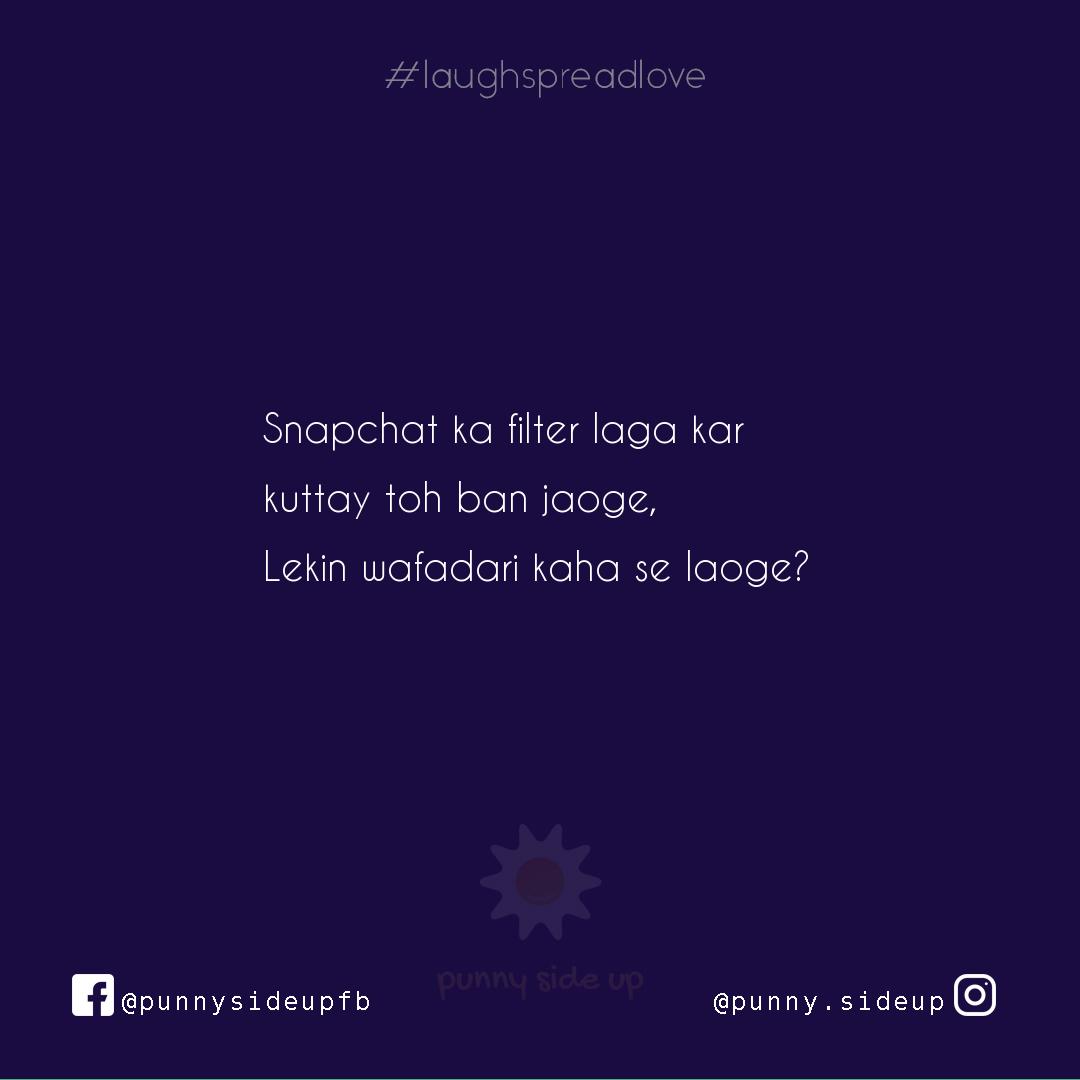 #laughspreadlove
Snapchat ka filter laga kar
kuttay toh ban jaoge,
Lekin wafadari kaha se laoge?
punny side up
@punnysideupfb
@punny.sideup